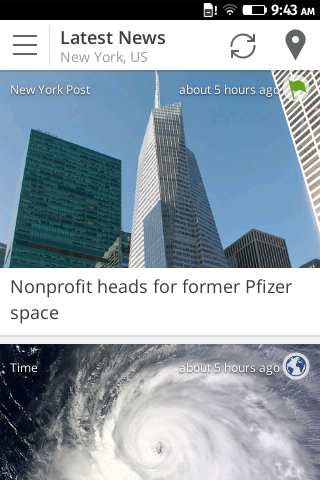 9:43 AM
Latest News
New York, US
New York Post
about 5 hours ago
Nonprofit heads for former Pfizer
space
Time
about 5 hours ago